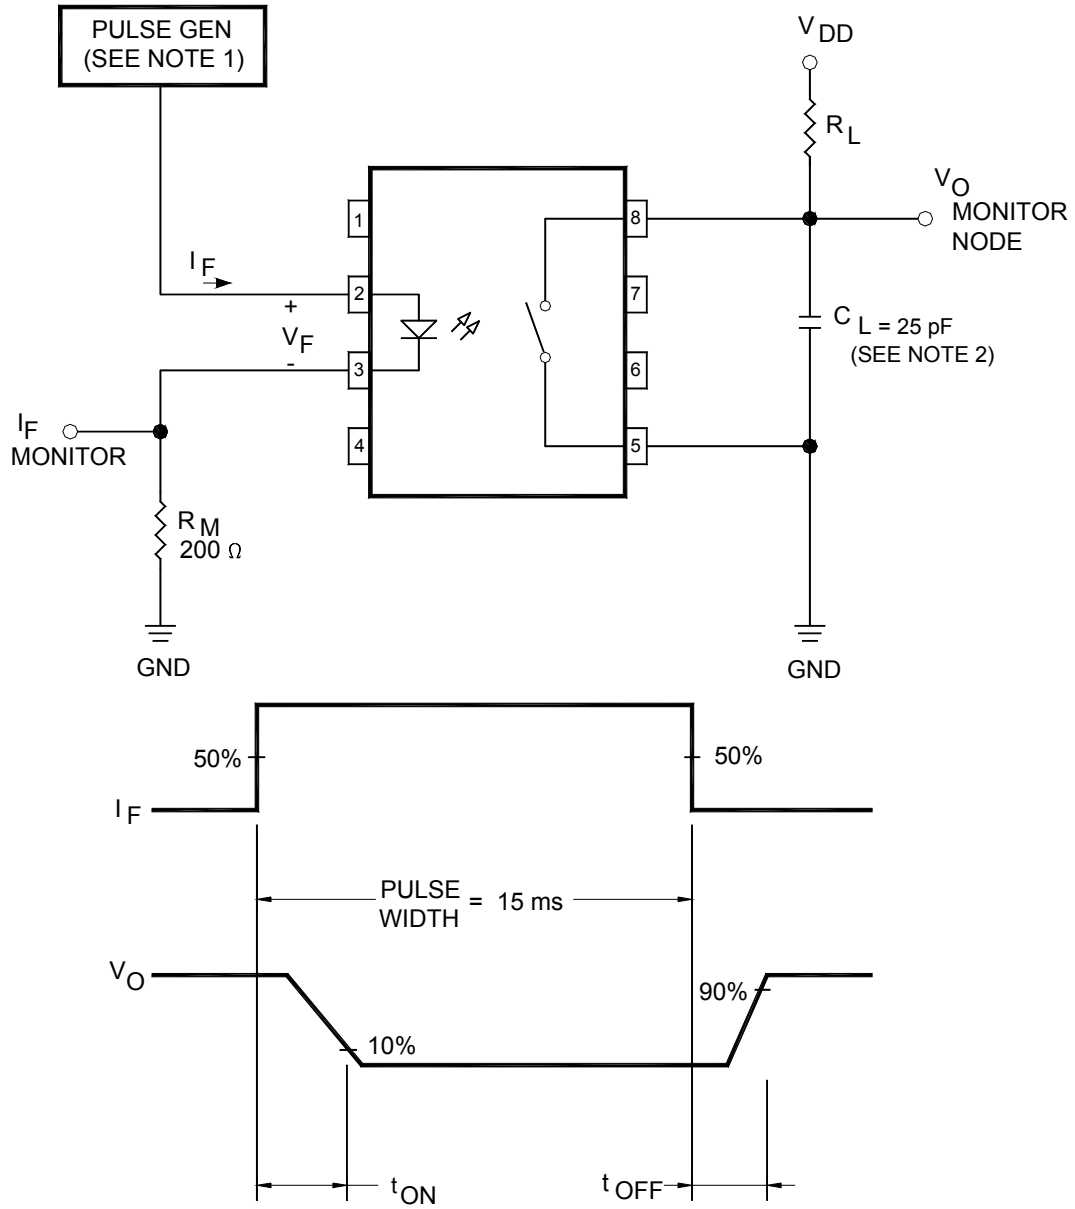 PULSE GEN
(SEE NOTE 1)
V DD
R L
V O
MONITOR
NODE
1
8
I F
2
7
+
V F
-
C L = 25 pF
(SEE NOTE 2)
3
6
I F
MONITOR
4
5
R M
200 Ω
GND
GND
50%
50%
I F
PULSE
WIDTH = 15 ms
V O
90%
10%
t ON
t OFF